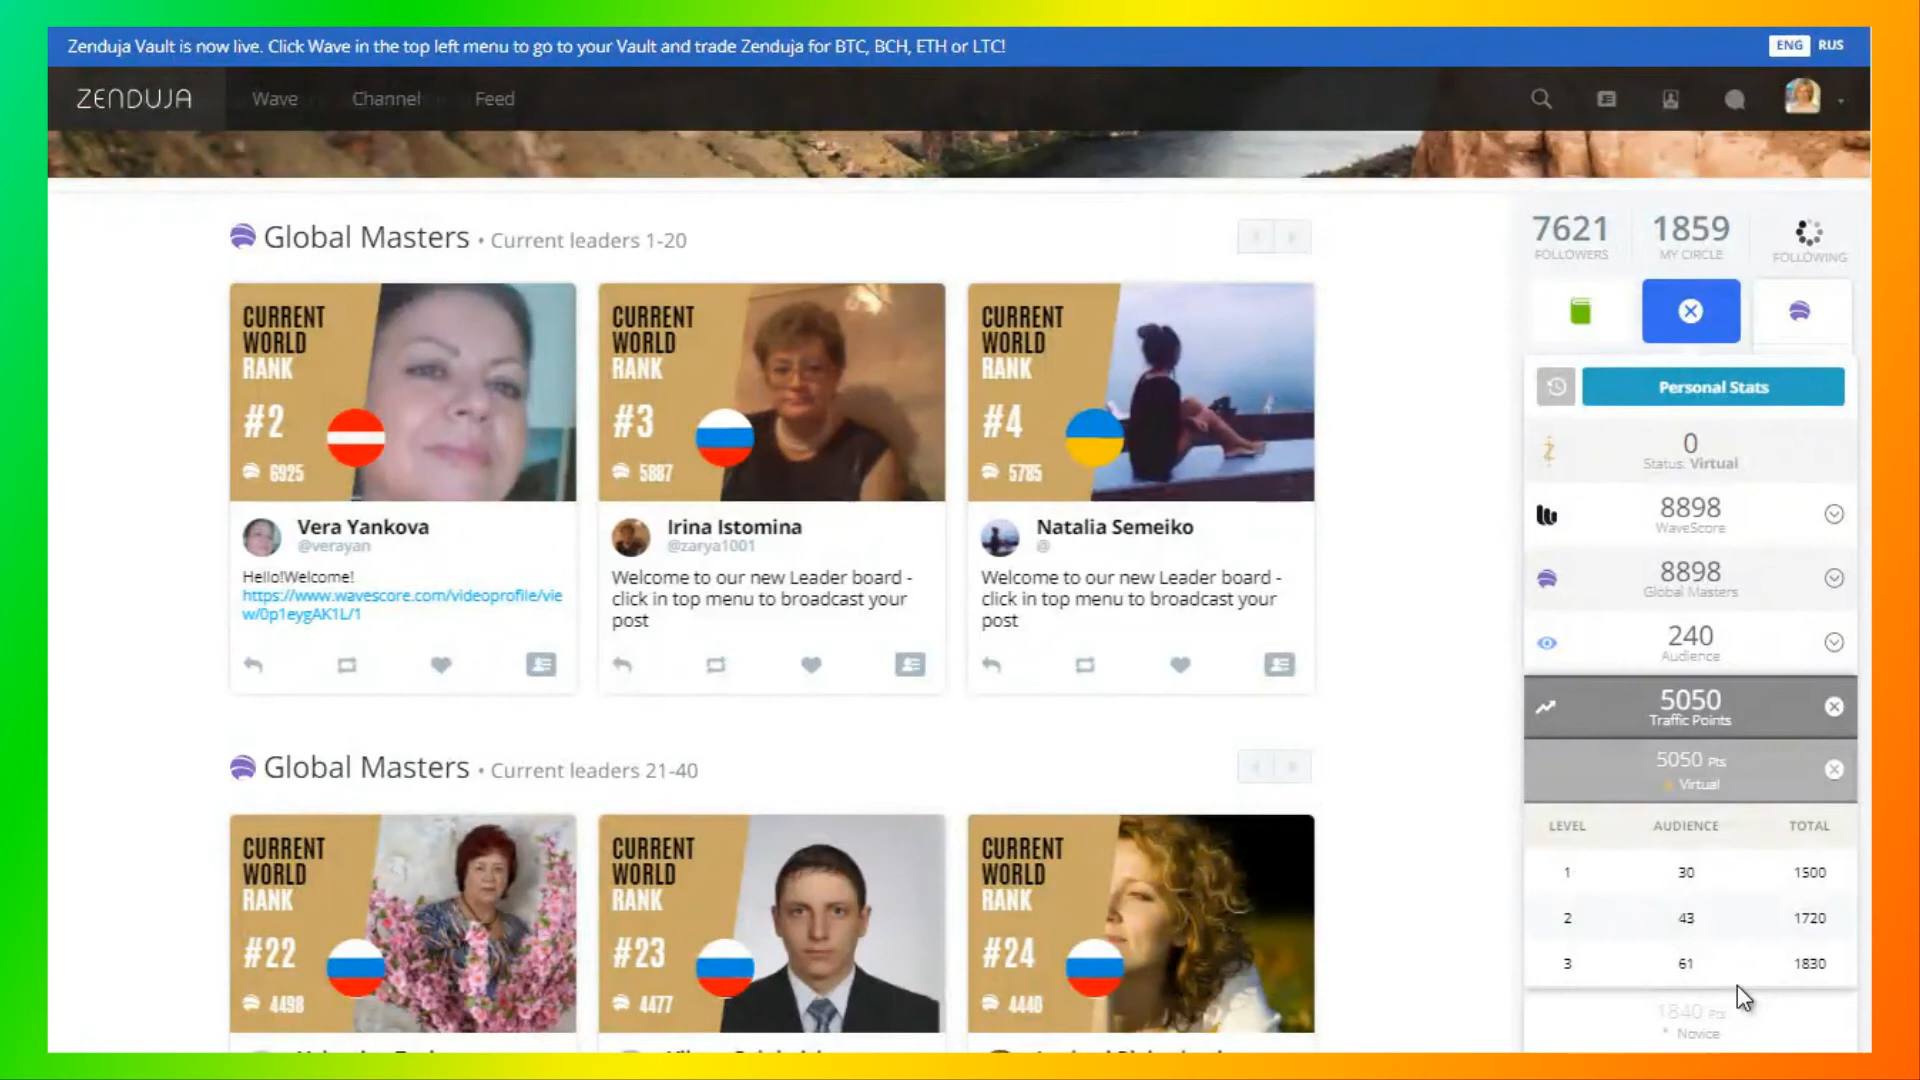 Zenduja Vault is now live. Click Wave in the top left menu to go to your Vault and trade Zenduja for BTC, BCH, ETH or LTC!
ENG RUS
ZENDUJA Wave Channel Feed
Global Masters • Current leaders 1-20
CURRENT
WORLD
RANK
#2
6925
Vera Yankova
@verayan
Hello!Welcome!
https://www.wavescore.com/videoprofile/vie
w/0p1eygAK1L/1
CURRENT
WORLD
RANK
#3
5887
Irina Istomina
@zarya1001
Welcome to our new Leader board -
click in top menu to broadcast your
post
CURRENT
WORLD
RANK
#4
5785
Natalia Semeiko
@
Welcome to our new Leader board -
click in top menu to broadcast your
post
Global Masters • Current leaders 21-40
CURRENT
WORLD
RANK
#22
4498
CURRENT
WORLD
RANK
#23
4477
CURRENT
WORLD
RANK
#24
4440
7621 1859
FOLLOWERS MY CIRCLE FOLLOWING
Personal Stats
0
Status: Virtual
8898
WaveScore
8898
Global Masters
240
Audience
5050
Traffic Points
5050 Pts
Virtual
LEVEL AUDIENCE TOTAL
1 30 1500
2 43 1720
3 61 1830
1840 Pts
* Novice